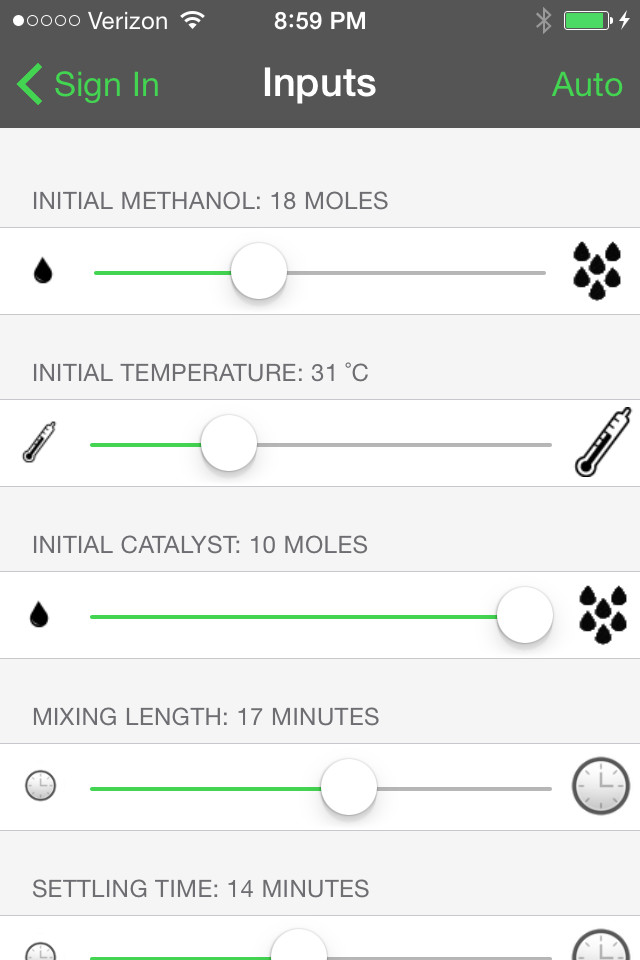 Verizon 8:59 PM
Sign In Inputs Auto
INITIAL METHANOL: 18 MOLES
INITIAL TEMPERATURE: 31 °C
INITIAL CATALYST: 10 MOLES
MIXING LENGTH: 17 MINUTES
SETTLING TIME: 14 MINUTES